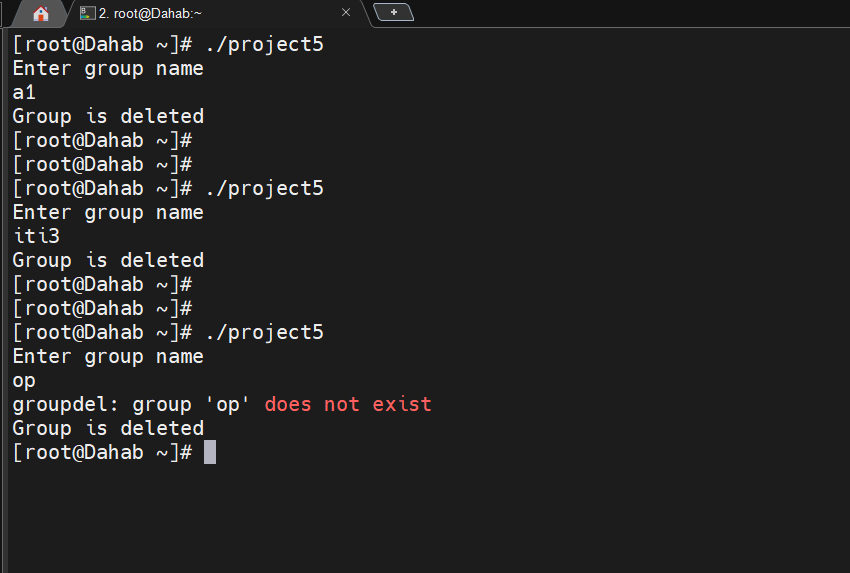 2. root@Dahab:~
[root@Dahab ~]# ./project5
Enter group name
a1
Group is deleted
[root@Dahab ~]#
[root@Dahab ~]#
[root@Dahab ~]# ./project5
Enter group name
iti3
Group is deleted
[root@Dahab ~]#
[root@Dahab ~]#
[root@Dahab ~]# ./project5
Enter group name
op
groupdel: group 'op' does not exist
Group is deleted
[root@Dahab ~]#